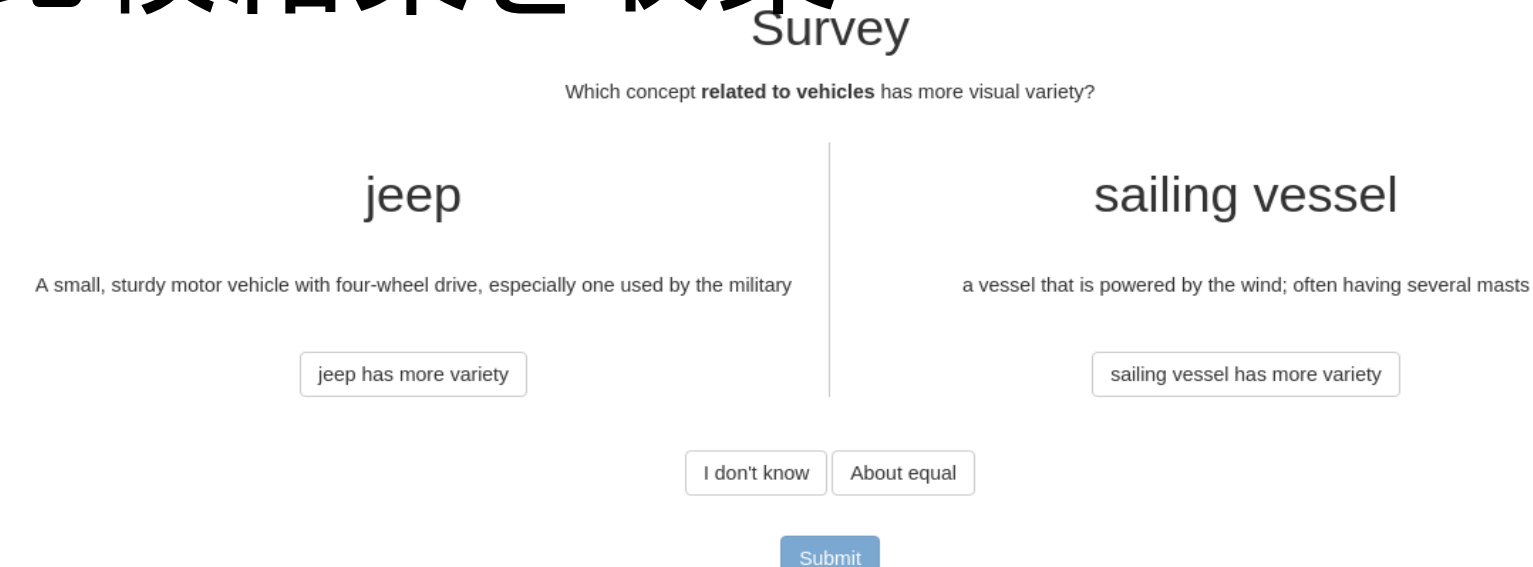 Survey
Which concept related to vehicles has more visual variety?
jeep
A small, sturdy motor vehicle with four-wheel drive, especially one used by the military
jeep has more variety
sailing vessel
a vessel that is powered by the wind; often having several masts
sailing vessel has more variety
I don't know
About equal
Submit